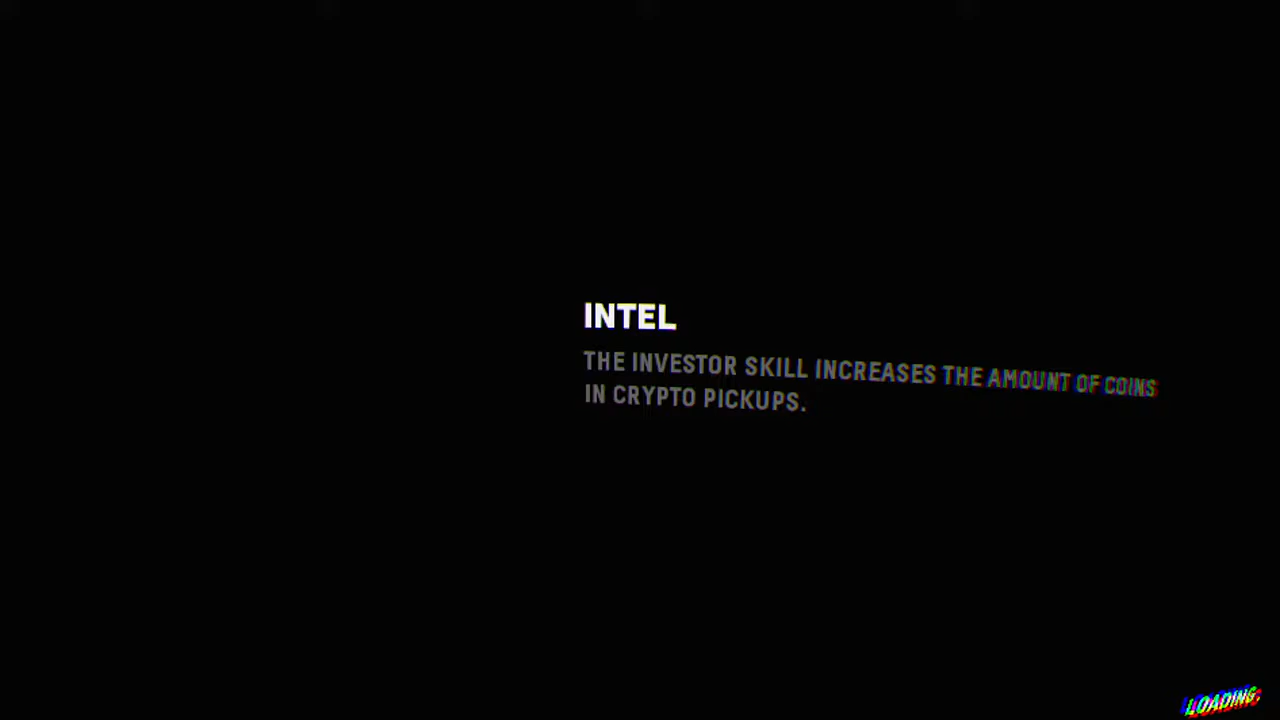 INTEL
THE INVESTOR SKILL INCREASES THE AMOUNT OF COINS
IN CRYPTO PICKUPS.
LOADING.